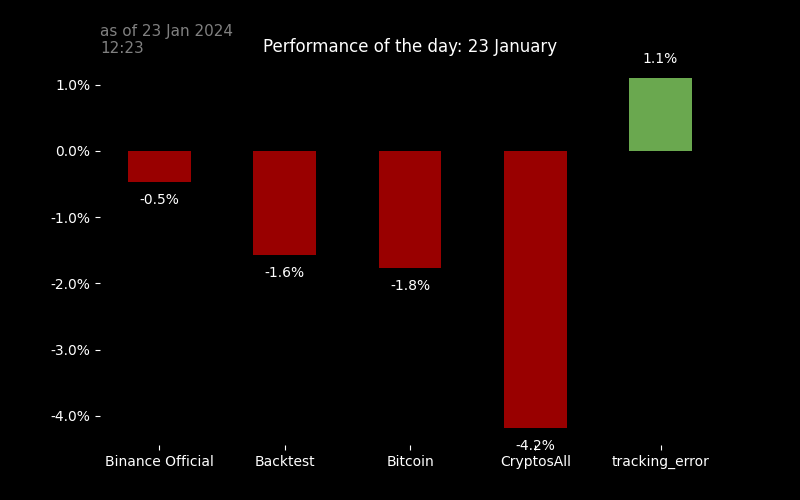 as of 23 Jan 2024
12:23
Performance of the day: 23 January
1.1%
1.0%
0.0%
-0.5%
-1.0%
-1.6%
-1.8%
-2.0%
-3.0%
-4.0%
-4.2%
Binance Official
Backtest
Bitcoin
CryptosAll
tracking_error